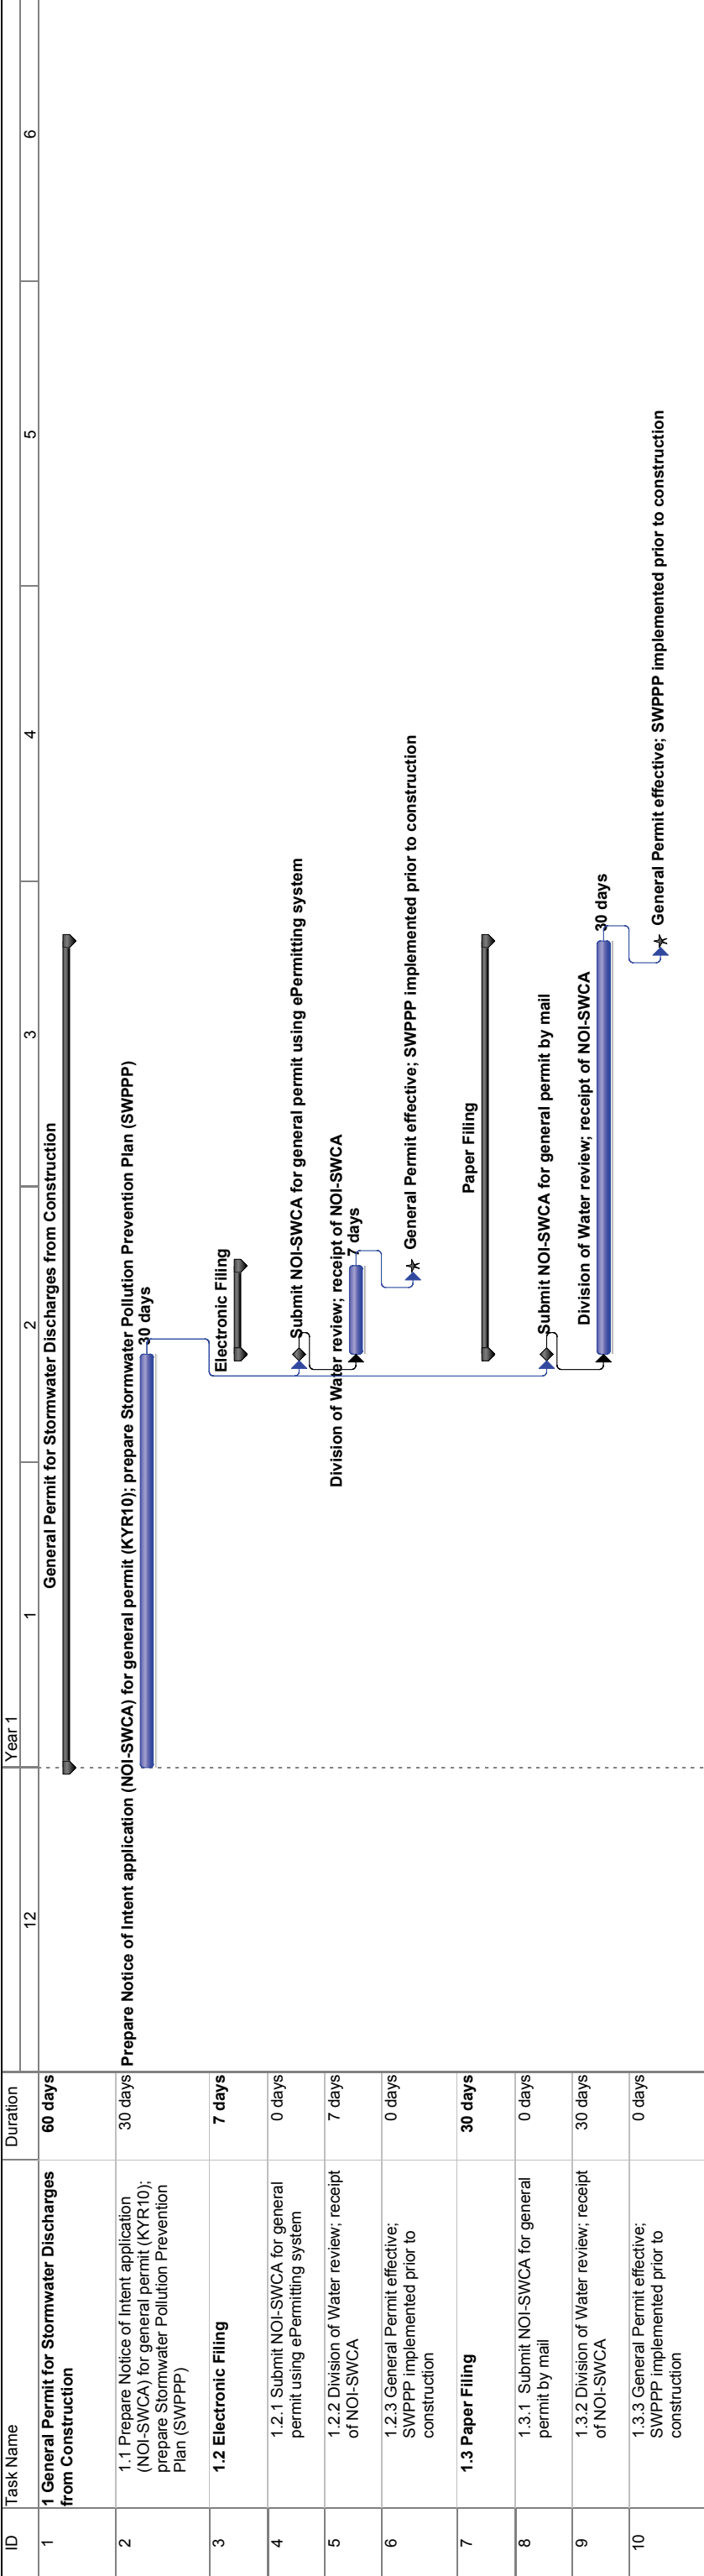 ID Task Name Duration Year 1
12 1 2 3 4 5 6
1 1 General Permit for Stormwater Discharges
from Construction
60 days
General Permit for Stormwater Discharges from Construction
2 1.1 Prepare Notice of Intent application
(NOI-SWCA) for general permit (KYR10);
prepare Stormwater Pollution Prevention
Plan (SWPPP)
30 days
Prepare Notice of Intent application (NOI-SWCA) for general permit (KYR10); prepare Stormwater Pollution Prevention Plan (SWPPP)
30 days
3 1.2 Electronic Filing 7 days
Electronic Filing
4 1.2.1 Submit NOI-SWCA for general
permit using ePermitting system
0 days
Submit NOI-SWCA for general permit using ePermitting system
5 1.2.2 Division of Water review; receipt
of NOI-SWCA
7 days
Division of Water review; receipt of NOI-SWCA
7 days
6 1.2.3 General Permit effective;
SWPPP implemented prior to
construction
0 days
General Permit effective; SWPPP implemented prior to construction
7 1.3 Paper Filing 30 days
Paper Filing
8 1.3.1 Submit NOI-SWCA for general
permit by mail
0 days
Submit NOI-SWCA for general permit by mail
9 1.3.2 Division of Water review; receipt
of NOI-SWCA
30 days
Division of Water review; receipt of NOI-SWCA
30 days
10 1.3.3 General Permit effective;
SWPPP implemented prior to
construction
0 days
General Permit effective; SWPPP implemented prior to construction